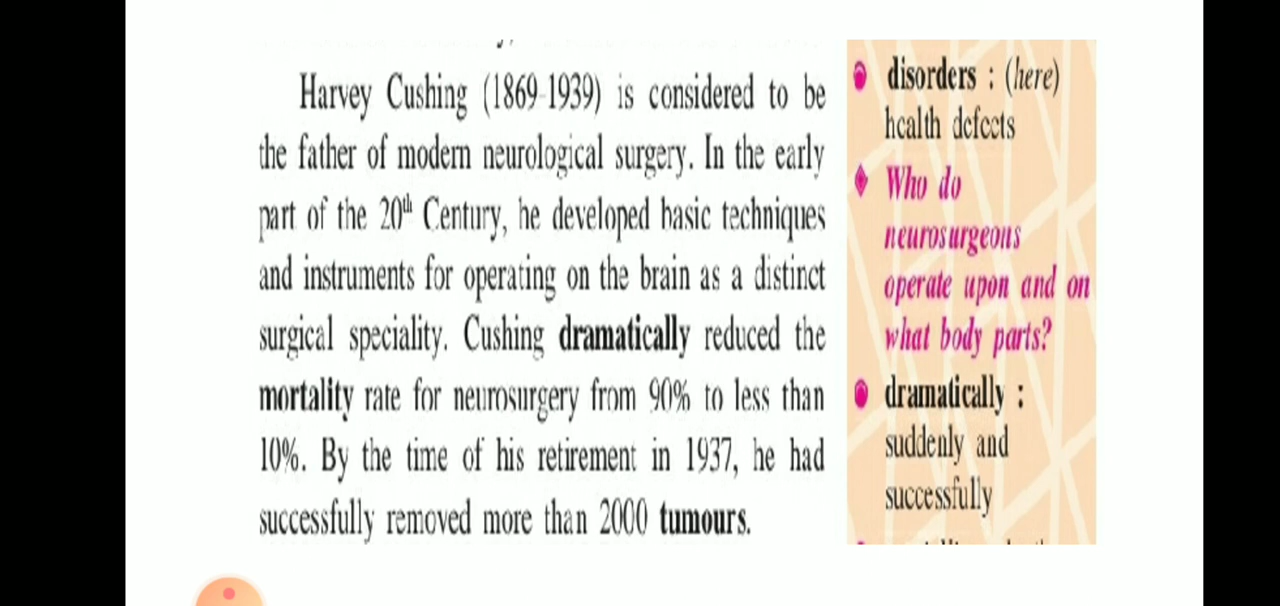 Harvey Cushing (1869-1939) is considered to be
the father of modern neurological surgery. In the early
part of the 20th Century, he developed basic techniques
and instruments for operating on the brain as a distinct
surgical speciality. Cushing dramatically reduced the
mortality rate for neurosurgery from 90% to less than
10%. By the time of his retirement in 1937, he had
successfully removed more than 2000 tumours.
disorders : (here)
health defects
Who do
neurosurgeons
operate upon and on
what body parts?
dramatically :
suddenly and
successfully